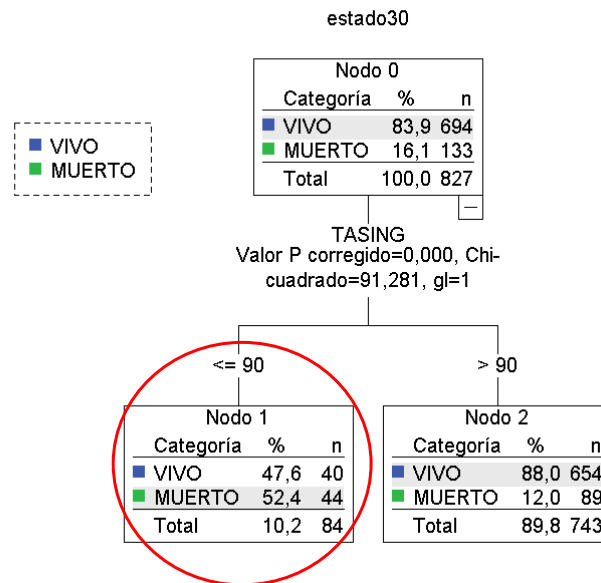 estado30
VIVO
MUERTO
Nodo 0
Categoría % n
VIVO 83,9 694
MUERTO 16,1 133
Total 100,0 827
TASING
Valor P corregido=0,000, Chi-
cuadrado=91,281, gl=1
<= 90
> 90
Nodo 1
Categoría % n
VIVO 47,6 40
MUERTO 52,4 44
Total 10,2 84
Nodo 2
Categoría % n
VIVO 88,0 654
MUERTO 12,0 89
Total 89,8 743